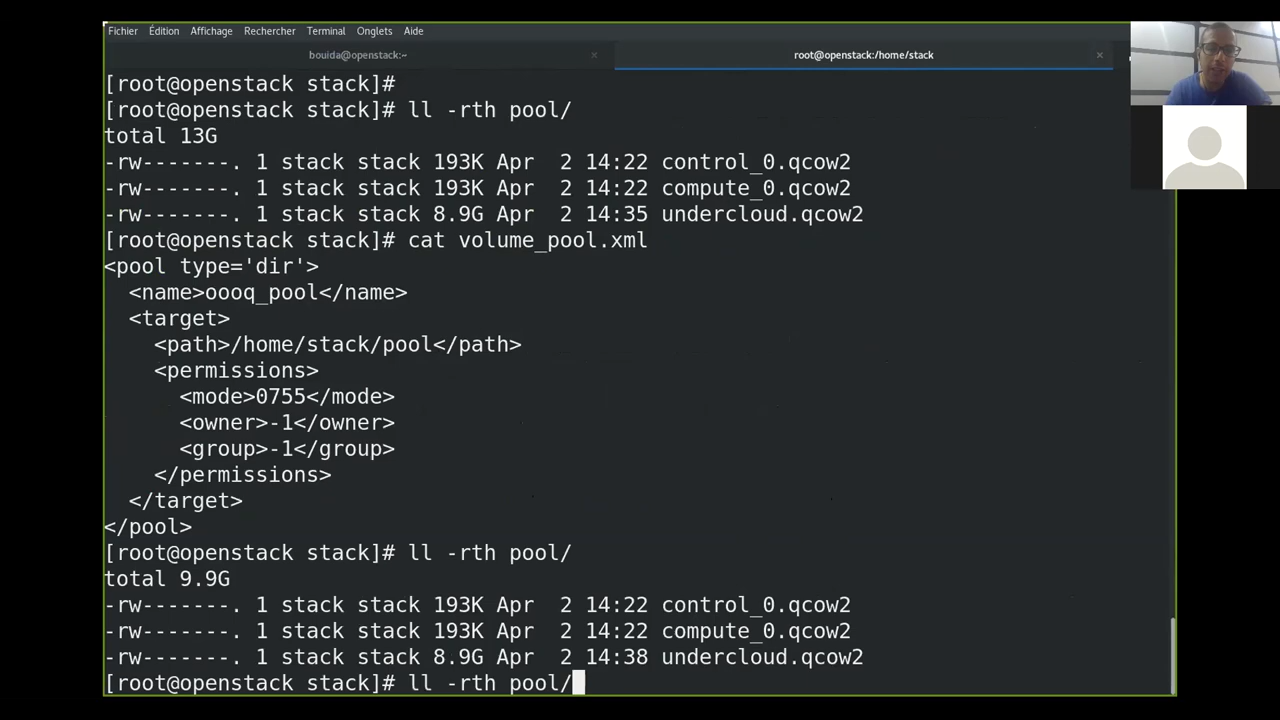 Fichier Édition Affichage Rechercher Terminal Onglets Aide
bouida@openstack:~ × root@openstack:/home/stack ×
[root@openstack stack]#
[root@openstack stack]# ll -rth pool/
total 13G
-rw-------. 1 stack stack 193K Apr  2 14:22 control_0.qcow2
-rw-------. 1 stack stack 193K Apr  2 14:22 compute_0.qcow2
-rw-------. 1 stack stack 8.9G Apr  2 14:35 undercloud.qcow2
[root@openstack stack]# cat volume_pool.xml
<pool type='dir'>
  <name>oooq_pool</name>
  <target>
    <path>/home/stack/pool</path>
    <permissions>
      <mode>0755</mode>
      <owner>-1</owner>
      <group>-1</group>
    </permissions>
  </target>
</pool>
[root@openstack stack]# ll -rth pool/
total 9.9G
-rw-------. 1 stack stack 193K Apr  2 14:22 control_0.qcow2
-rw-------. 1 stack stack 193K Apr  2 14:22 compute_0.qcow2
-rw-------. 1 stack stack 8.9G Apr  2 14:38 undercloud.qcow2
[root@openstack stack]# ll -rth pool/